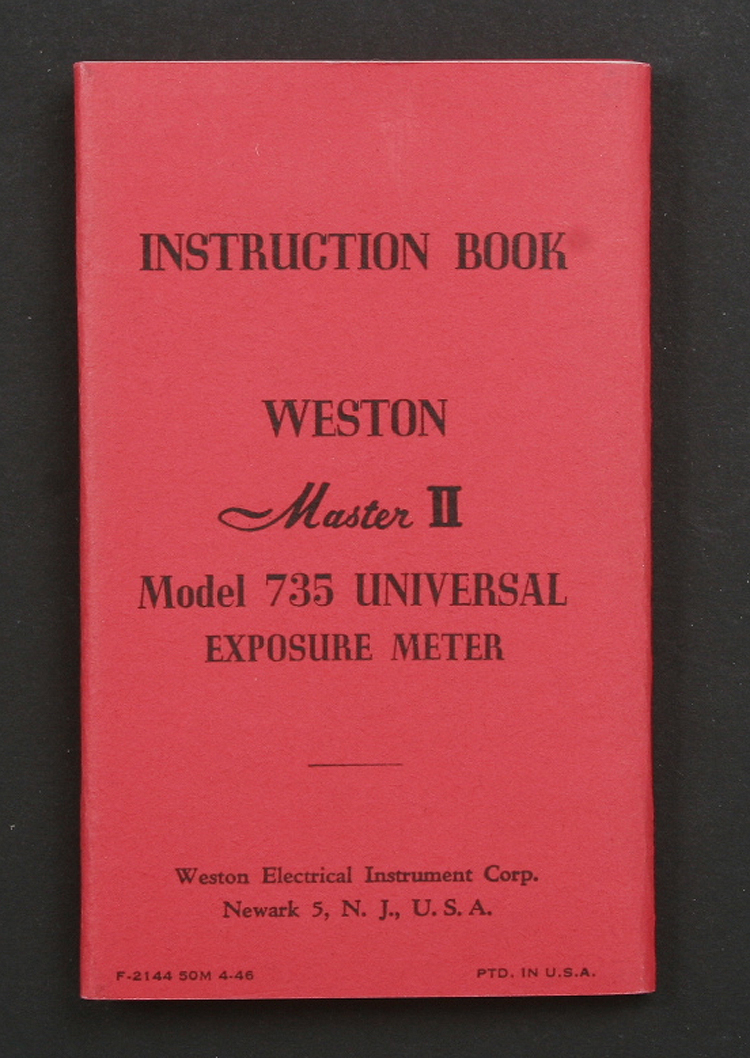 INSTRUCTION BOOK
WESTON
Master II
Model 735 UNIVERSAL
EXPOSURE METER
Weston Electrical Instrument Corp.
Newark 5, N. J., U. S. A.
F-2144 50M 4-46 PTD. IN U.S.A.